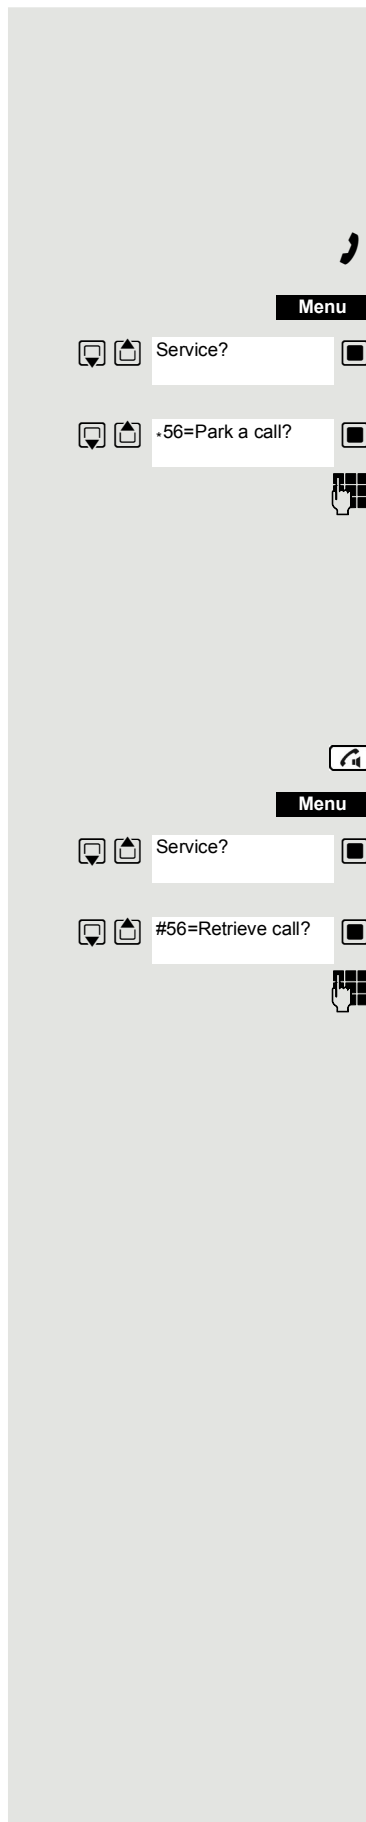 Menu
Service?
*56=Park a call?
Menu
Service?
#56=Retrieve call?